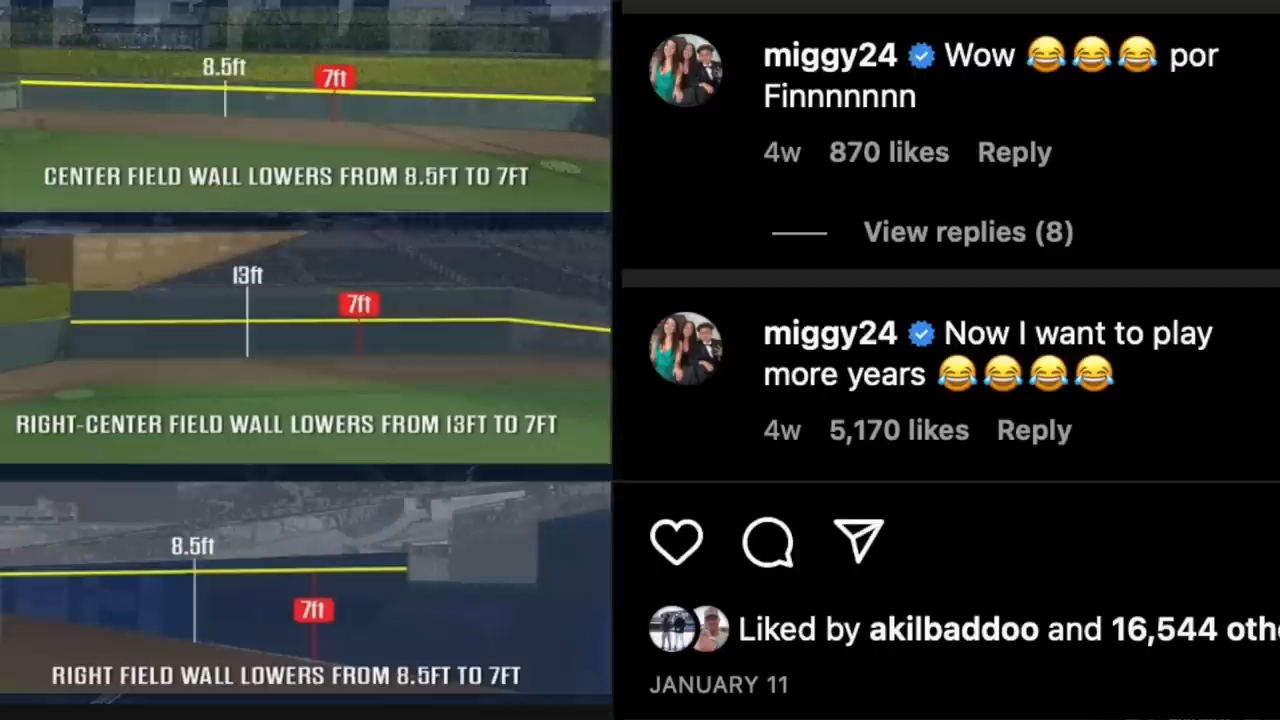 8.5ft
7ft
CENTER FIELD WALL LOWERS FROM 8.5FT TO 7FT
13ft
7ft
RIGHT-CENTER FIELD WALL LOWERS FROM 13FT TO 7FT
8.5ft
7ft
RIGHT FIELD WALL LOWERS FROM 8.5FT TO 7FT
miggy24 Wow 😂😂😂 por
Finnnnnnn
4w 870 likes Reply
View replies (8)
miggy24 Now I want to play
more years 😂😂😂😂
4w 5,170 likes Reply
Liked by akilbaddoo and 16,544 oth
JANUARY 11